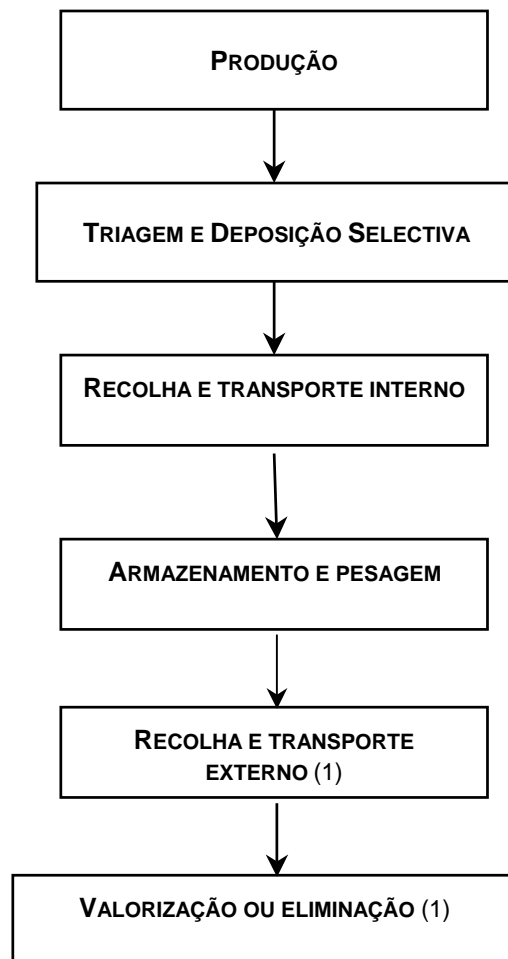 PRODUÇÃO
TRIAGEM E DEPOSIÇÃO SELECTIVA
RECOLHA E TRANSPORTE INTERNO
ARMAZENAMENTO E PESAGEM
RECOLHA E TRANSPORTE
EXTERNO (1)
VALORIZAÇÃO OU ELIMINAÇÃO (1)